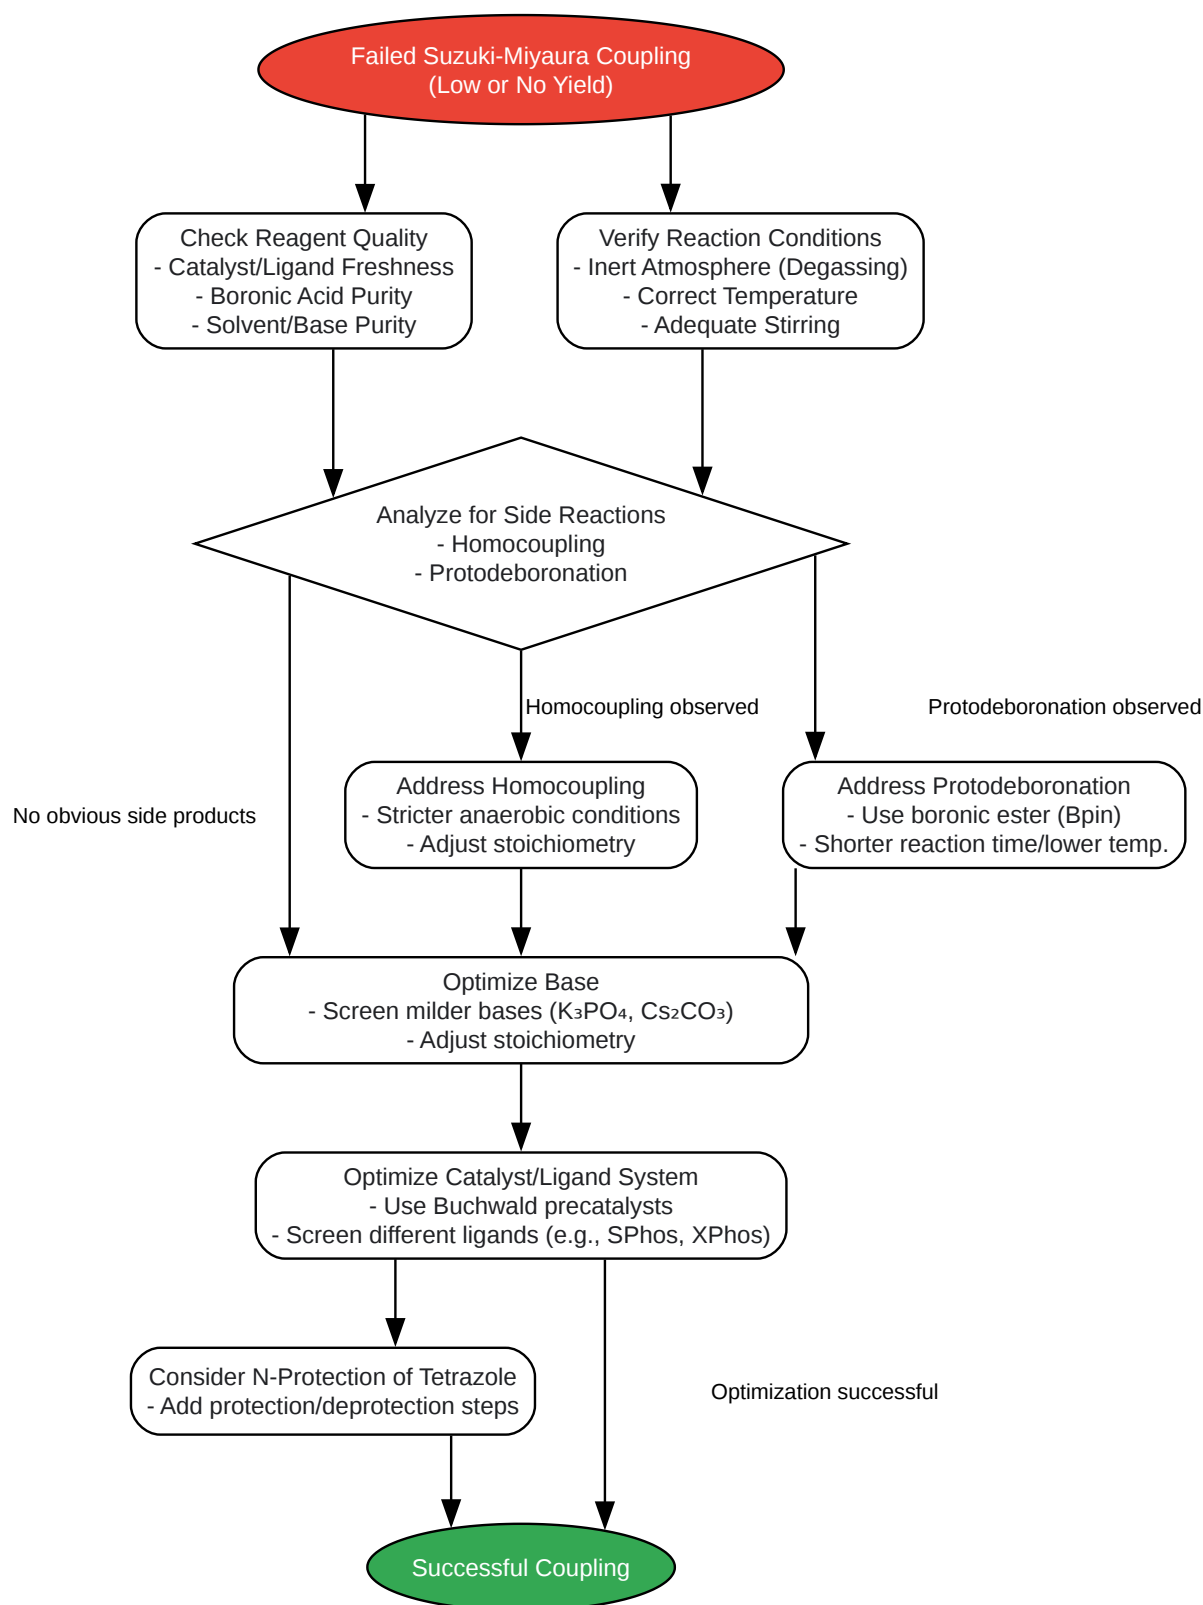 Failed Suzuki-Miyaura Coupling
(Low or No Yield)
Check Reagent Quality
- Catalyst/Ligand Freshness
- Boronic Acid Purity
- Solvent/Base Purity
Verify Reaction Conditions
- Inert Atmosphere (Degassing)
- Correct Temperature
- Adequate Stirring
Analyze for Side Reactions
- Homocoupling
- Protodeboronation
Homocoupling observed
Protodeboronation observed
No obvious side products
Address Homocoupling
- Stricter anaerobic conditions
- Adjust stoichiometry
Address Protodeboronation
- Use boronic ester (Bpin)
- Shorter reaction time/lower temp.
Optimize Base
- Screen milder bases (K₃PO₄, Cs₂CO₃)
- Adjust stoichiometry
Optimize Catalyst/Ligand System
- Use Buchwald precatalysts
- Screen different ligands (e.g., SPhos, XPhos)
Consider N-Protection of Tetrazole
- Add protection/deprotection steps
Optimization successful
Successful Coupling